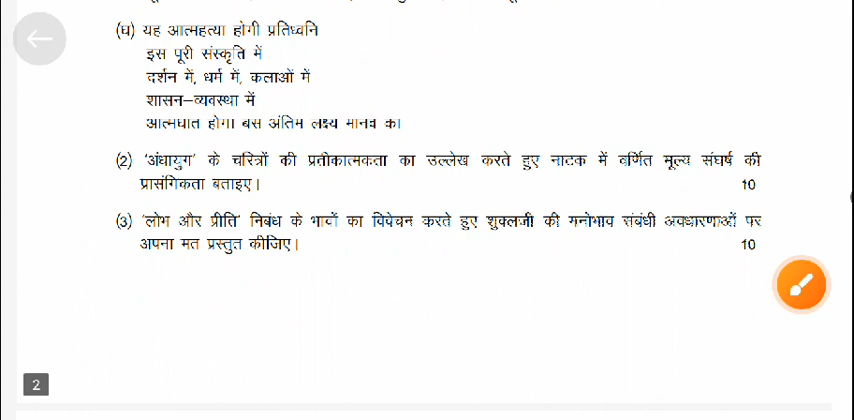 (घ) यह आत्महत्या होगी प्रतिध्वनि
इस पूरी संस्कृति में
दर्शन में, धर्म में, कलाओं में
शासन–व्यवस्था में
आत्मघात होगा बस अंतिम लक्ष्य मानव का
(2) 'अंधायुग' के चरित्रों की प्रतीकात्मकता का उल्लेख करते हुए नाटक में वर्णित मूल्य संघर्ष की
प्रासंगिकता बताइए। 10
(3) 'लोभ और प्रीति' निबंध के भावों का विवेचन करते हुए शुक्लजी की मनोभाव संबंधी अवधारणाओं पर
अपना मत प्रस्तुत कीजिए। 10
2